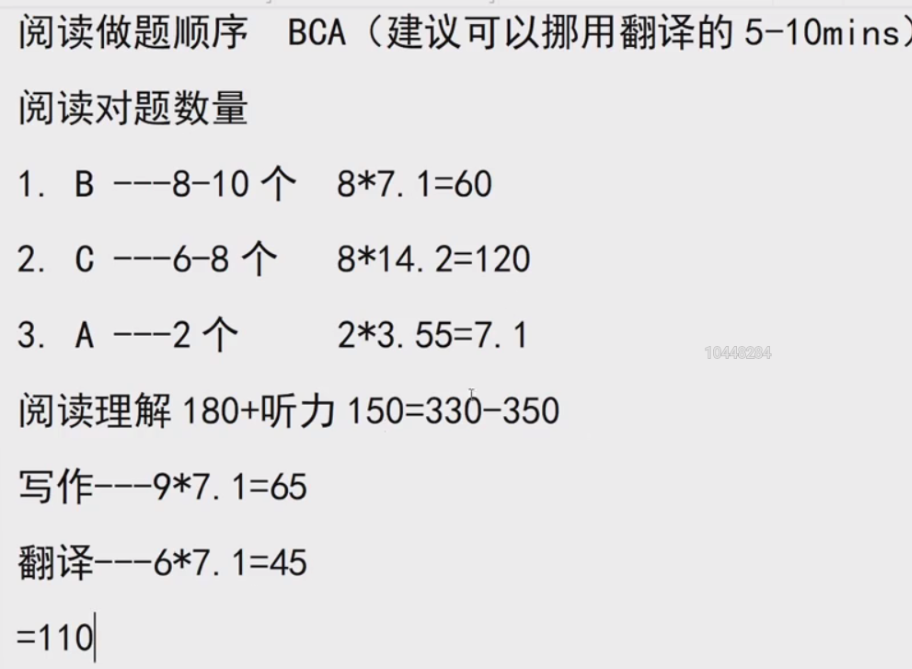 阅读做题顺序 BCA（建议可以挪用翻译的 5-10mins）
阅读对题数量
1. B ---8-10 个 8*7.1=60
2. C ---6-8 个 8*14.2=120
3. A ---2 个 2*3.55=7.1
10448284
阅读理解 180+听力 150=330-350
写作---9*7.1=65
翻译---6*7.1=45
=110